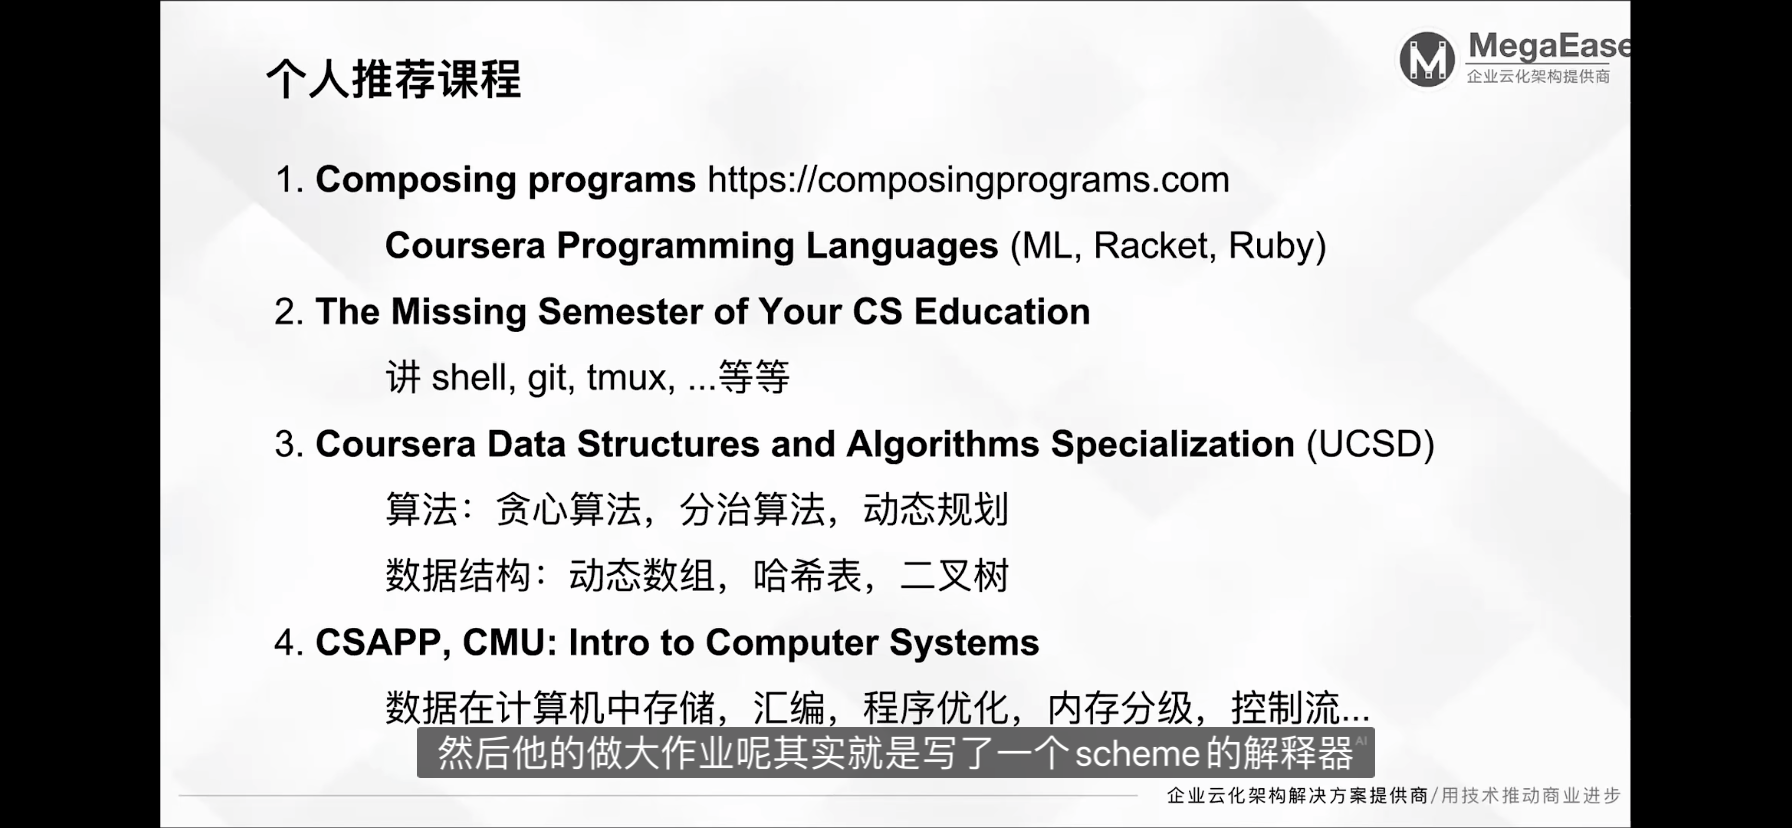 个人推荐课程
MegaEase
企业云化架构提供商
1. Composing programs https://composingprograms.com
Coursera Programming Languages (ML, Racket, Ruby)
2. The Missing Semester of Your CS Education
讲 shell, git, tmux, ...等等
3. Coursera Data Structures and Algorithms Specialization (UCSD)
算法：贪心算法，分治算法，动态规划
数据结构：动态数组，哈希表，二叉树
4. CSAPP, CMU: Intro to Computer Systems
数据在计算机中存储，汇编，程序优化，内存分级，控制流...
然后他的做大作业呢其实就是写了一个scheme的解释器 AI
企业云化架构解决方案提供商/用技术推动商业进步